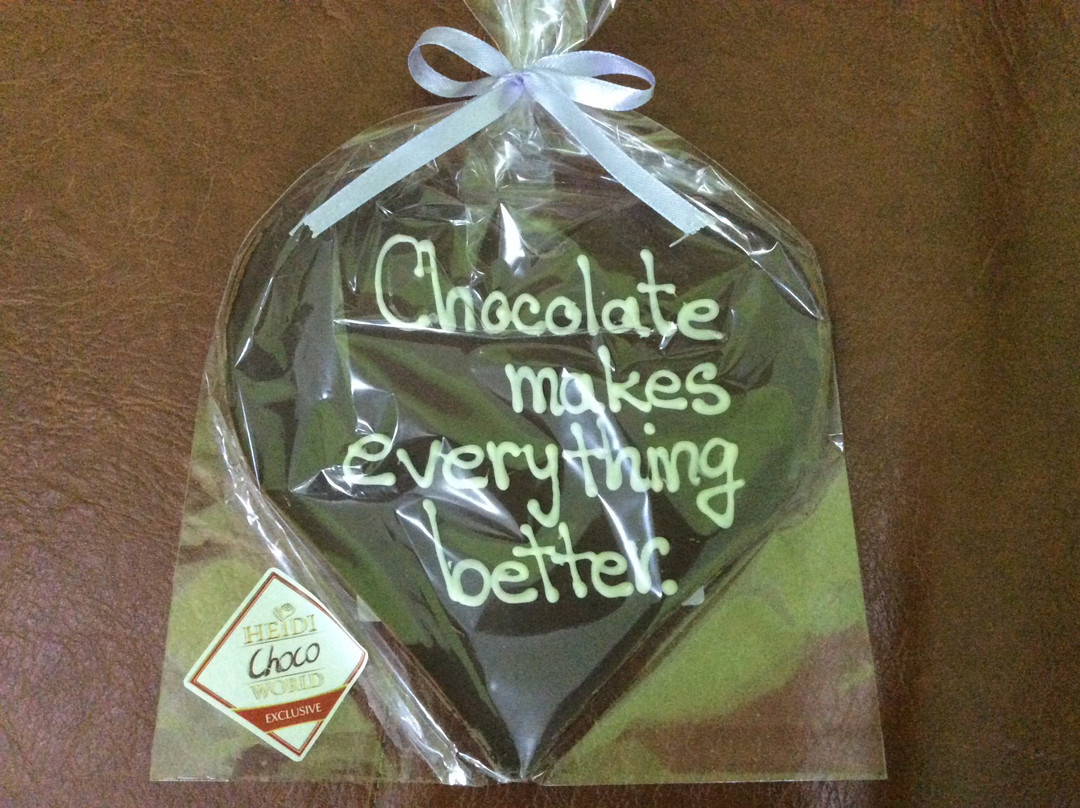 Chocolate
makes
everything
better.
HEIDI
Choco
WORLD
EXCLUSIVE